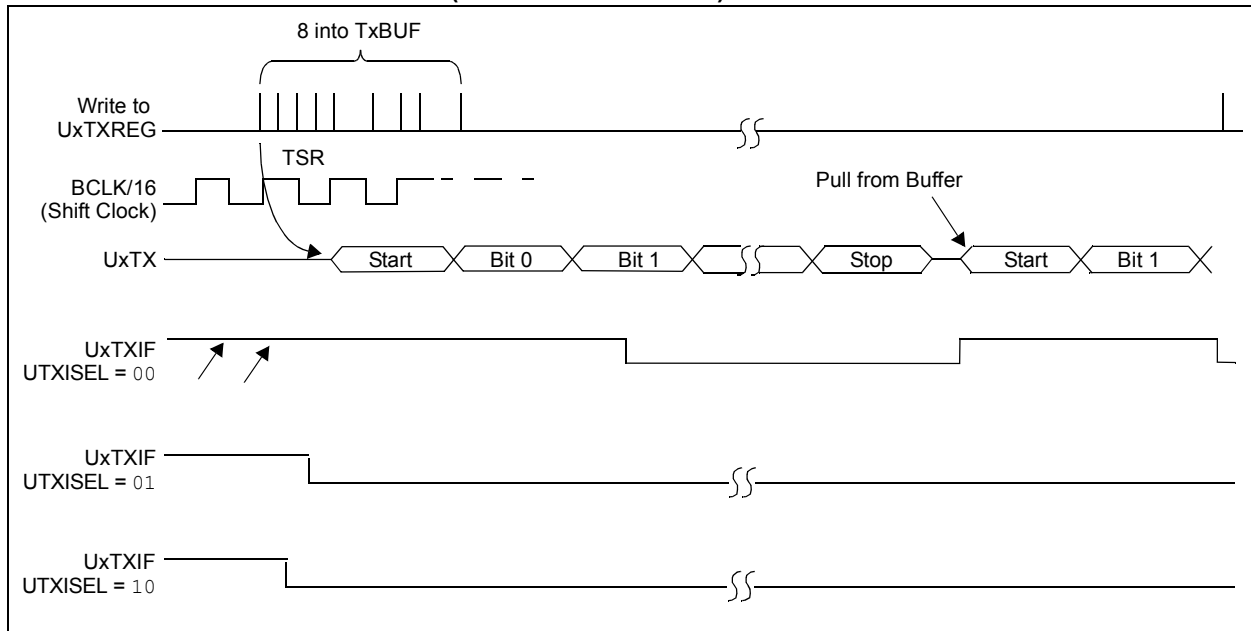 8 into TxBUF
Write to
UxTXREG
TSR
BCLK/16
(Shift Clock)
Pull from Buffer
UxTX
Start
Bit 0
Bit 1
Stop
Start
Bit 1
UxTXIF
UTXISEL = 00
UxTXIF
UTXISEL = 01
UxTXIF
UTXISEL = 10